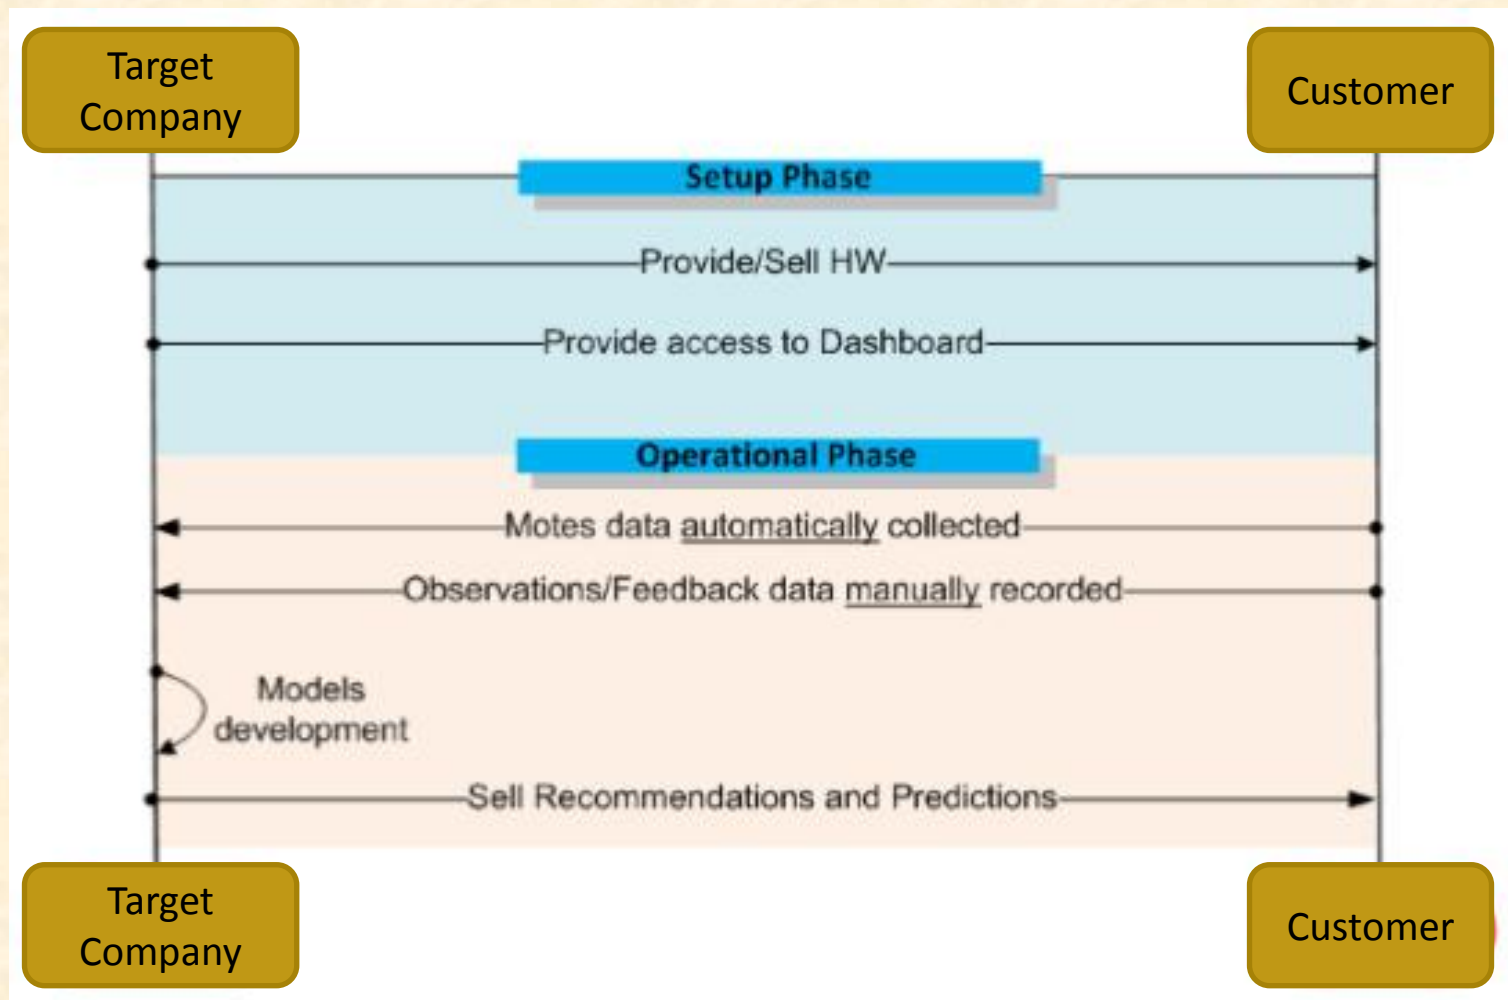 Target
Company
Customer
Setup Phase
Provide/Sell HW
Provide access to Dashboard
Operational Phase
Motes data automatically collected
Observations/Feedback data manually recorded
Models
development
Sell Recommendations and Predictions
Target
Company
Customer